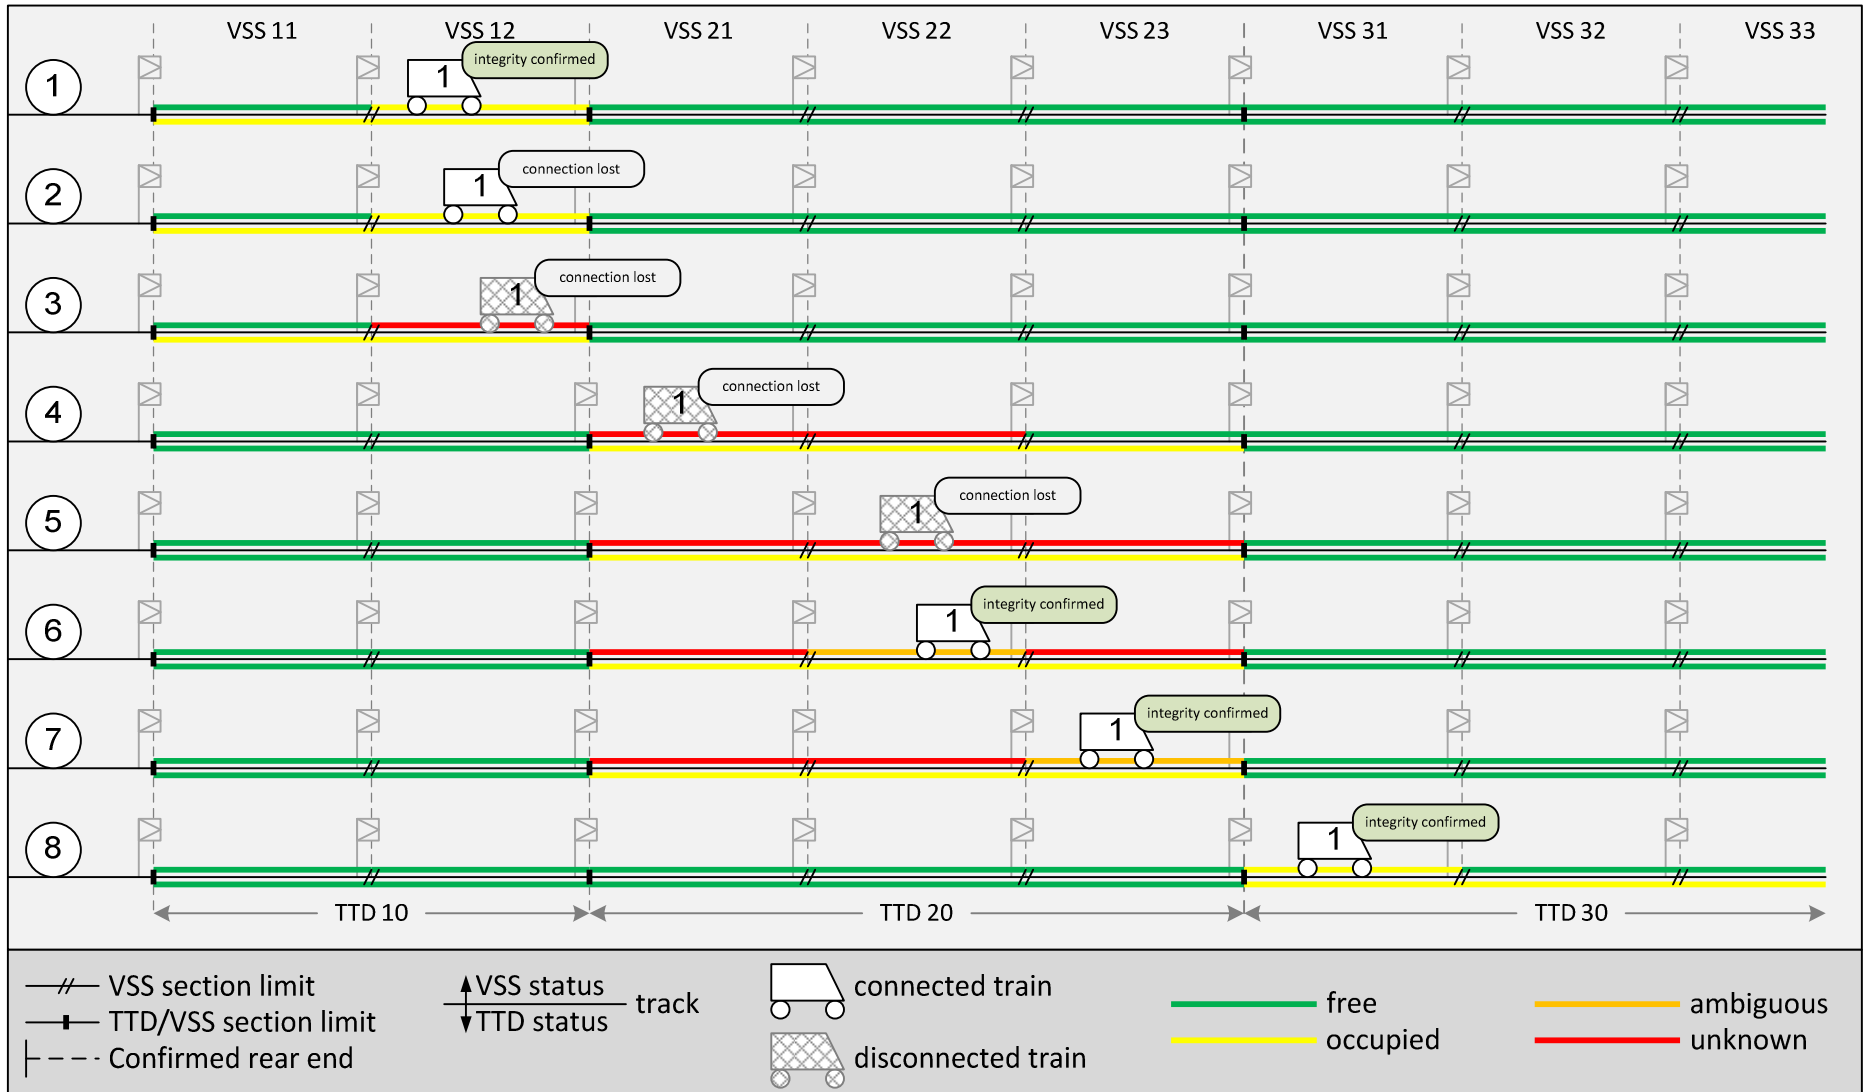 VSS 11 VSS 12 VSS 21 VSS 22 VSS 23 VSS 31 VSS 32 VSS 33
1 1 integrity confirmed
2 1 connection lost
3 1 connection lost
4 1 connection lost
5 1 connection lost
6 1 integrity confirmed
7 1 integrity confirmed
8 1 integrity confirmed
TTD 10 TTD 20 TTD 30
VSS section limit
TTD/VSS section limit
Confirmed rear end
VSS status
TTD status
track
connected train
disconnected train
free
occupied
ambiguous
unknown